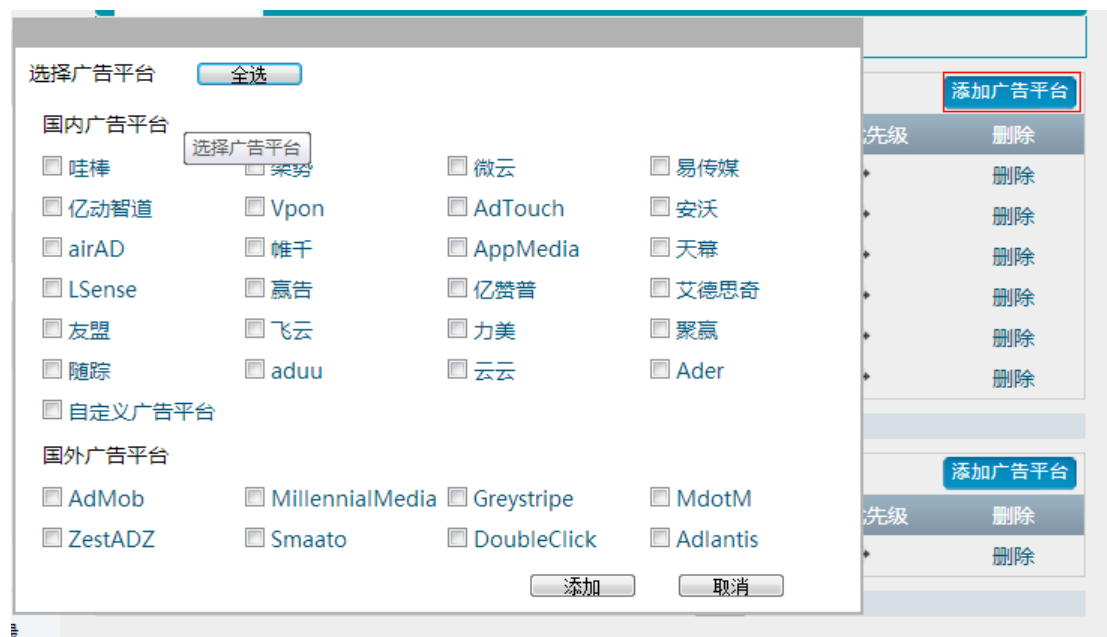 选择广告平台 全选
添加广告平台
国内广告平台
选择广告平台
先级 删除
哇棒 架势 微云 易传媒
删除
亿动智道 Vpon AdTouch 安沃
删除
airAD 帷千 AppMedia 天幕
删除
LSense 赢告 亿赞普 艾德思奇
删除
友盟 飞云 力美 聚赢
删除
随踪 aduu 云云 Ader
删除
自定义广告平台
国外广告平台
添加广告平台
AdMob MillennialMedia Greystripe MdotM
先级 删除
ZestADZ Smaato DoubleClick Adlantis
删除
添加 取消